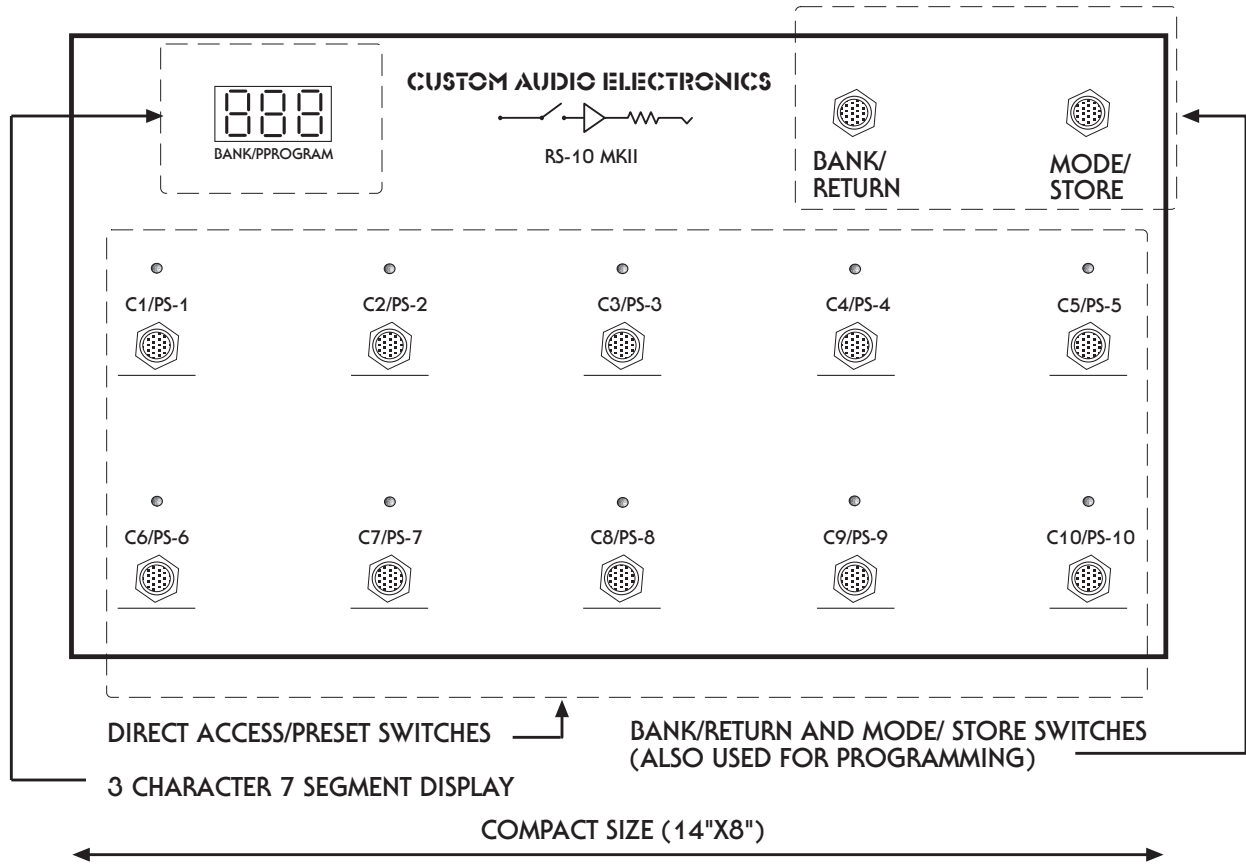 CUSTOM AUDIO ELECTRONICS
888
BANK/PPROGRAM
RS-10 MKII
BANK/
RETURN
MODE/
STORE
C1/PS-1
C2/PS-2
C3/PS-3
C4/PS-4
C5/PS-5
C6/PS-6
C7/PS-7
C8/PS-8
C9/PS-9
C10/PS-10
DIRECT ACCESS/PRESET SWITCHES
BANK/RETURN AND MODE/ STORE SWITCHES
(ALSO USED FOR PROGRAMMING)
3 CHARACTER 7 SEGMENT DISPLAY
COMPACT SIZE (14"X8")